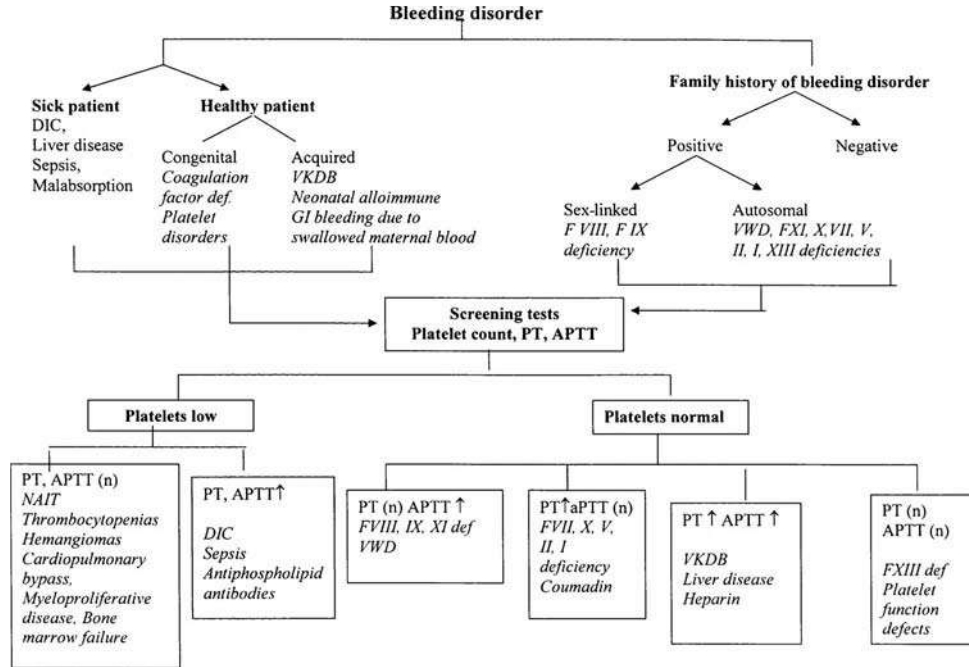 Bleeding disorder
Sick patient
DIC,
Liver disease
Sepsis,
Malabsorption
Healthy patient
Congenital
Coagulation
factor def.
Platelet
disorders
Acquired
VKDB
Neonatal alloimmune
GI bleeding due to
swallowed maternal blood
Family history of bleeding disorder
Positive
Negative
Sex-linked
F VIII, F IX
deficiency
Autosomal
VWD, FXI, X,VII, V,
II, I, XIII deficiencies
Screening tests
Platelet count, PT, APTT
Platelets low
Platelets normal
PT, APTT (n)
NAIT
Thrombocytopenias
Hemangiomas
Cardiopulmonary
bypass,
Myeloproliferative
disease, Bone
marrow failure
PT, APTT↑
DIC
Sepsis
Antiphospholipid
antibodies
PT (n) APTT ↑
FVIII, IX, XI def
VWD
PT↑aPTT (n)
FVII, X, V,
II, I
deficiency
Coumadin
PT ↑ APTT ↑
VKDB
Liver disease
Heparin
PT (n)
APTT (n)
FXIII def
Platelet
function
defects